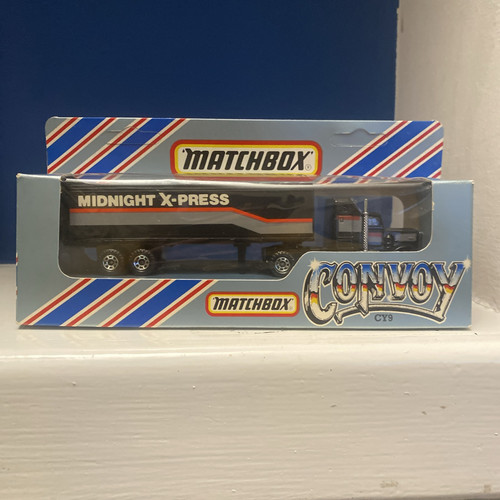 "MATCHBOX"
MIDNIGHT X-PRESS
"MATCHBOX"
CONVOY
CY9